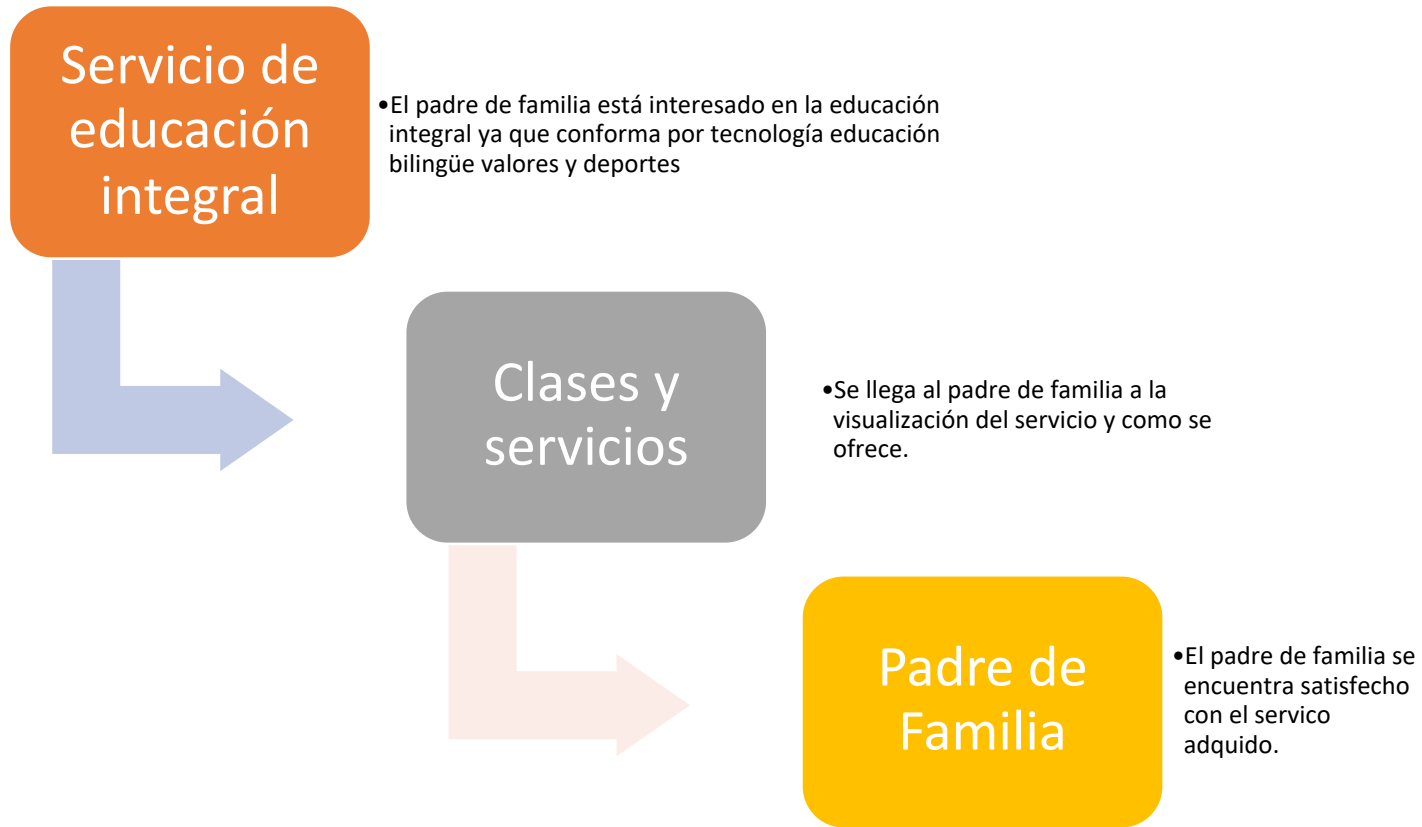 Servicio de
educación
integral
•El padre de familia está interesado en la educación
integral ya que conforma por tecnología educación
bilingüe valores y deportes
Clases y
servicios
•Se llega al padre de familia a la
visualización del servicio y como se
ofrece.
Padre de
Familia
•El padre de familia se
encuentra satisfecho
con el servico
adquido.